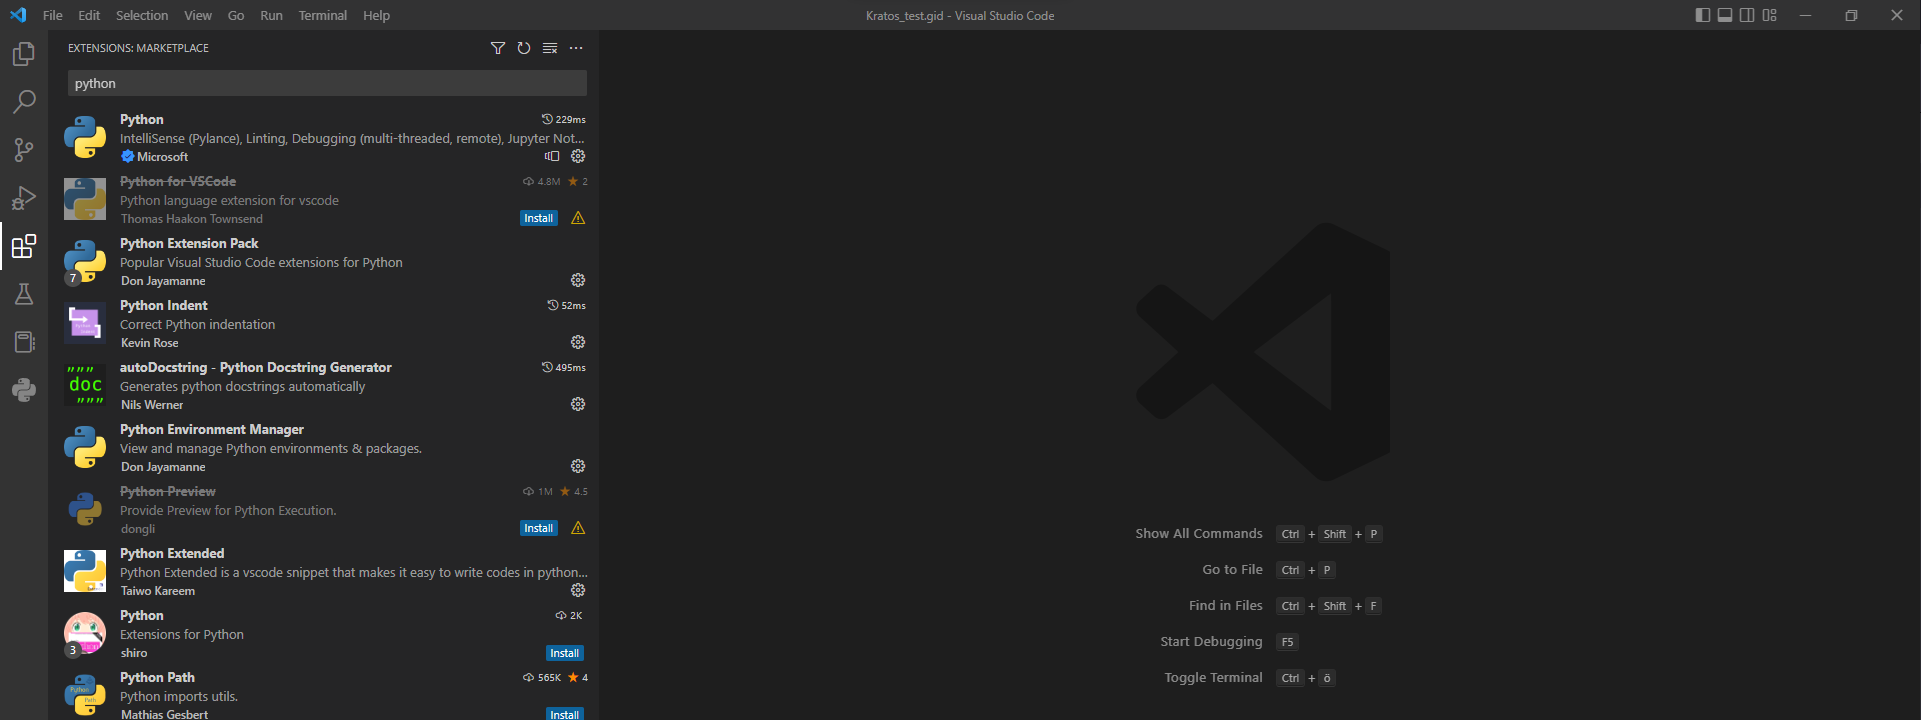 File Edit Selection View Go Run Terminal Help Kratos_test.gid - Visual Studio Code
EXTENSIONS: MARKETPLACE
python
Python 229ms
IntelliSense (Pylance), Linting, Debugging (multi-threaded, remote), Jupyter Not...
Microsoft
Python for VSCode 4.8M 2
Python language extension for vscode
Thomas Haakon Townsend Install
Python Extension Pack
Popular Visual Studio Code extensions for Python
7
Don Jayamanne
Python Indent 52ms
Correct Python indentation
Kevin Rose
autoDocstring - Python Docstring Generator 495ms
""" doc """
Generates python docstrings automatically
Nils Werner
Python Environment Manager
View and manage Python environments & packages.
Don Jayamanne
Python Preview 1M 4.5
Provide Preview for Python Execution.
dongli Install
Python Extended
Python Extended is a vscode snippet that makes it easy to write codes in python...
Taiwo Kareem
Python 2K
Extensions for Python
3
shiro Install
Python Path 565K 4
Python imports utils.
Python
Path
Mathias Gesbert Install
Show All Commands Ctrl + Shift + P
Go to File Ctrl + P
Find in Files Ctrl + Shift + F
Start Debugging F5
Toggle Terminal Ctrl + ö